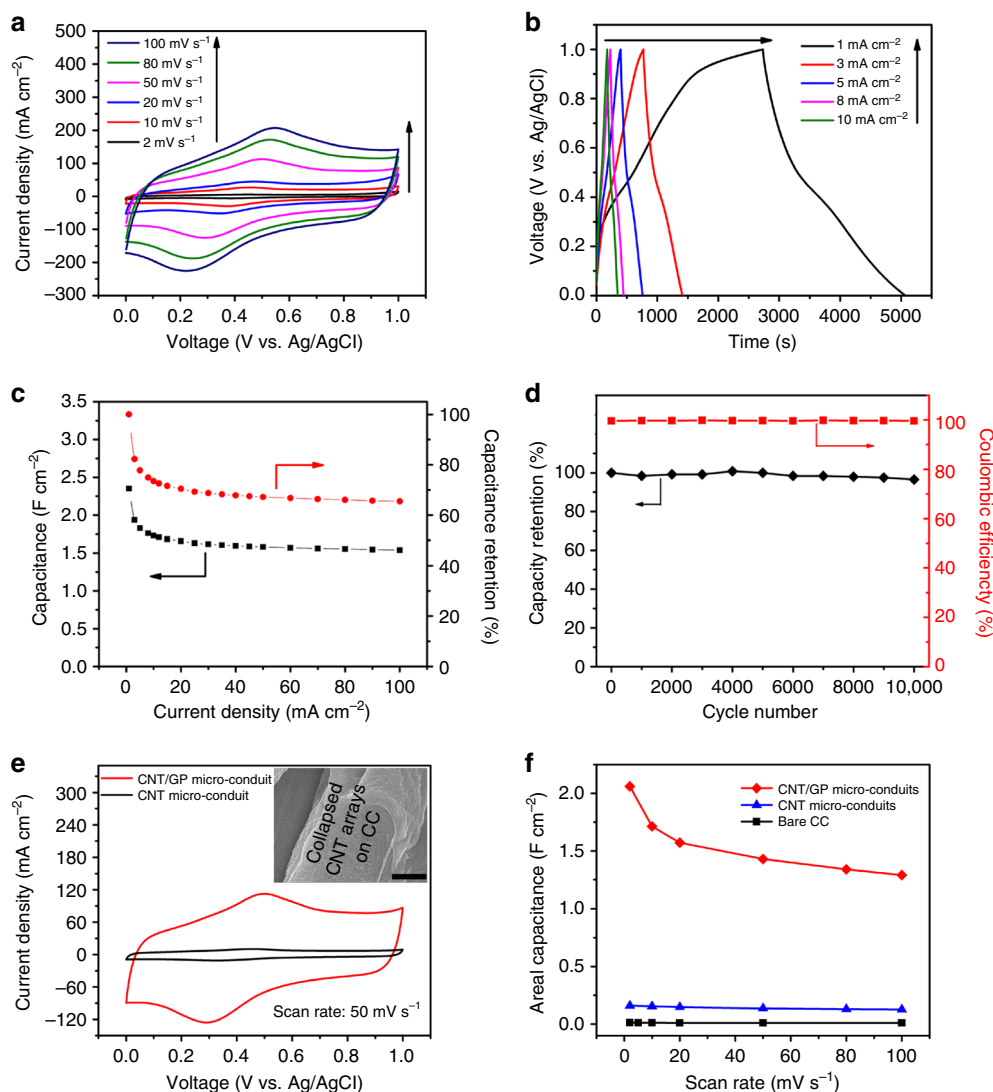 a
Current density (mA cm−2)
500
400
300
200
100
0
−100
−200
−300
100 mV s−1
80 mV s−1
50 mV s−1
20 mV s−1
10 mV s−1
2 mV s−1
0.0 0.2 0.4 0.6 0.8 1.0
Voltage (V vs. Ag/AgCl)
b
Voltage (V vs. Ag/AgCl)
1.0
0.8
0.6
0.4
0.2
0.0
1 mA cm−2
3 mA cm−2
5 mA cm−2
8 mA cm−2
10 mA cm−2
0 1000 2000 3000 4000 5000
Time (s)
c
Capacitance (F cm−2)
3.5
3.0
2.5
2.0
1.5
1.0
0.5
0.0
100
80
60
40
20
0
Capacitance retention (%)
0 20 40 60 80 100
Current density (mA cm−2)
d
Capacity retention (%)
120
100
80
60
40
20
0
100
80
60
40
20
0
Coulombic efficiencty (%)
0 2000 4000 6000 8000 10,000
Cycle number
e
Current density (mA cm−2)
300
240
180
120
60
0
−60
−120
CNT/GP micro-conduit
CNT micro-conduit
Collapsed
CNT arrays
on CC
Scan rate: 50 mV s−1
0.0 0.2 0.4 0.6 0.8 1.0
Voltage (V vs. Ag/AgCl)
f
Areal capacitance (F cm−2)
2.0
1.5
1.0
0.5
0.0
CNT/GP micro-conduits
CNT micro-conduits
Bare CC
0 20 40 60 80 100
Scan rate (mV s−1)